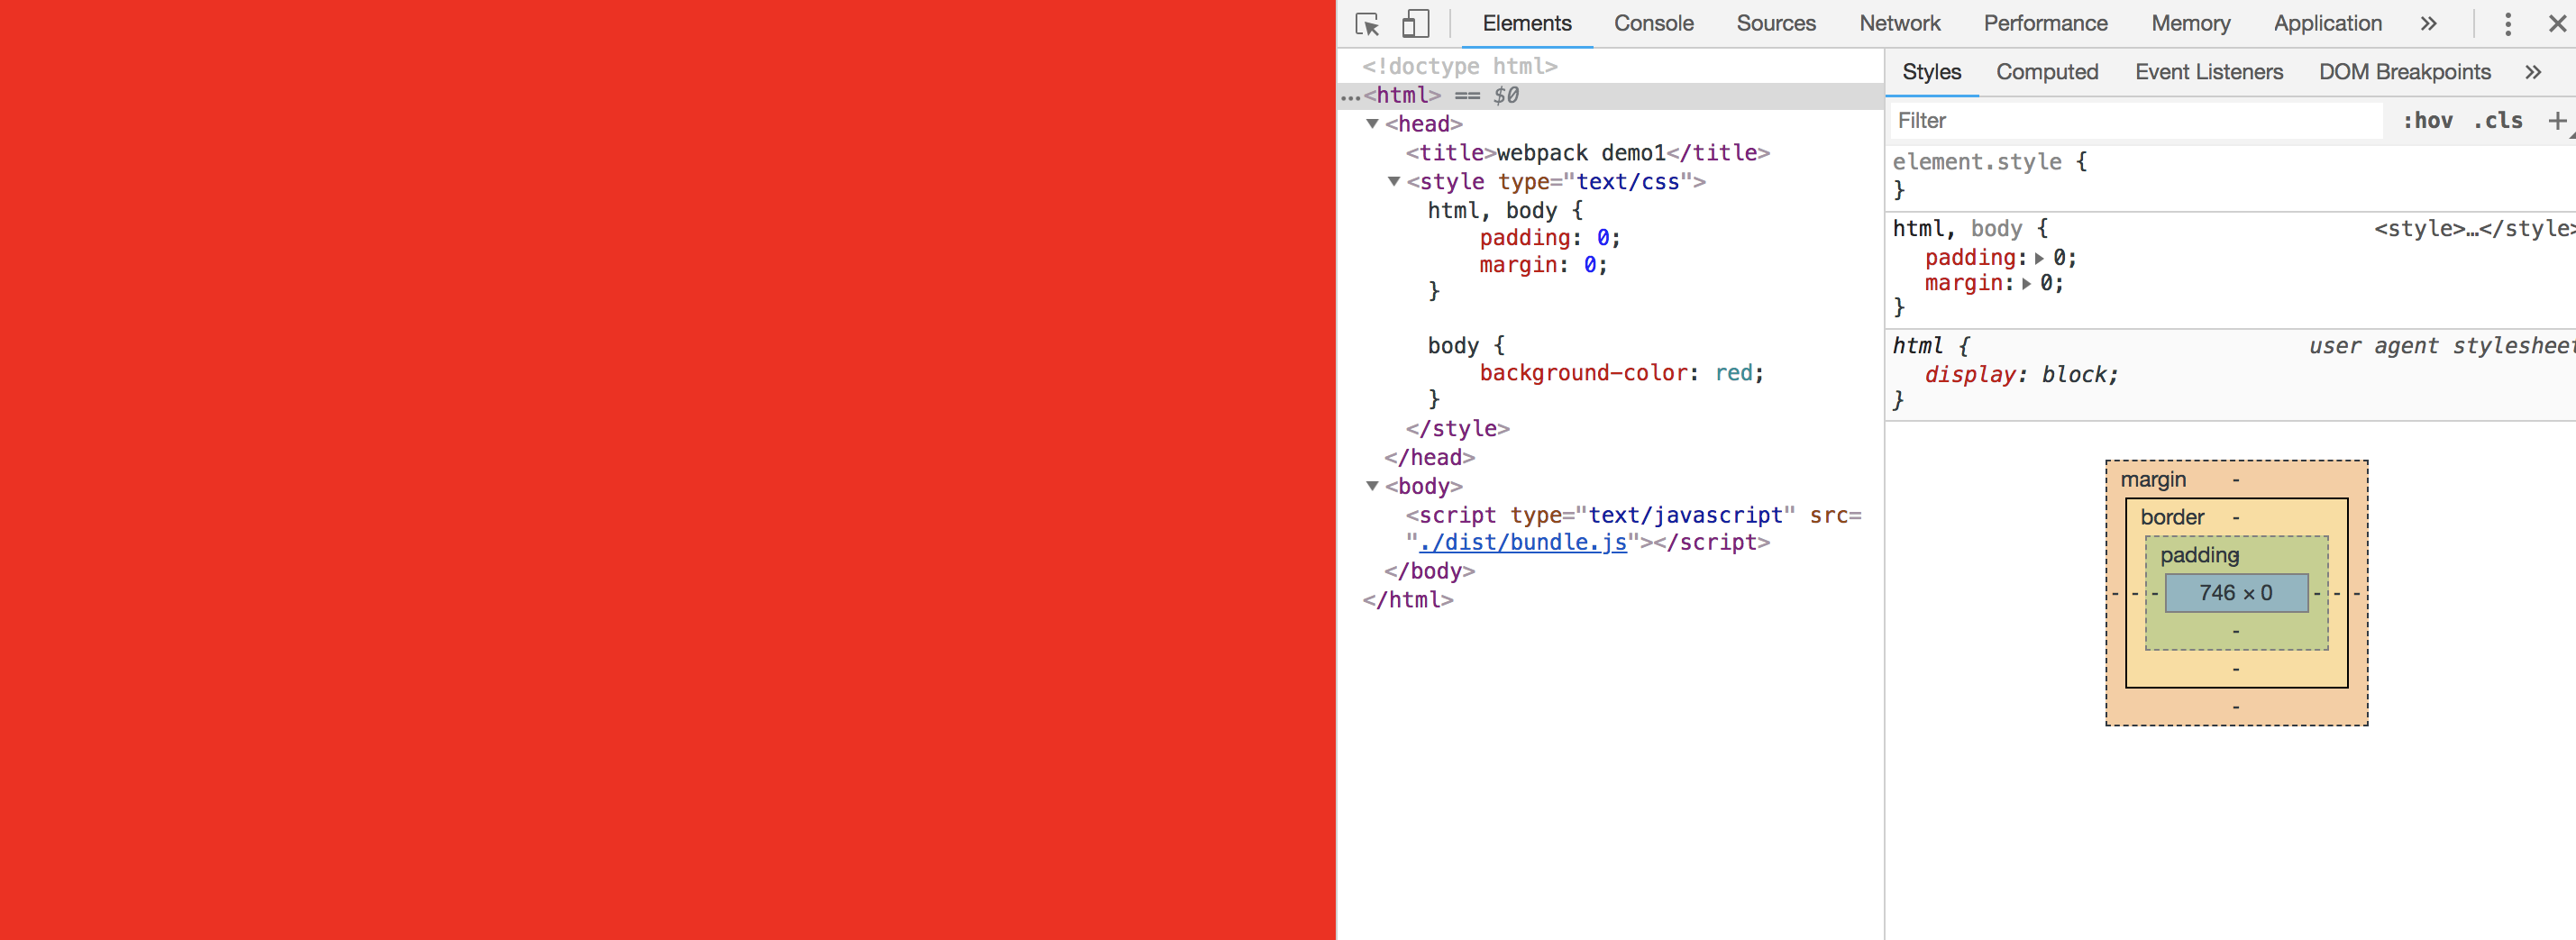 Elements Console Sources Network Performance Memory Application »
<!doctype html>
…<html> == $0
<head>
<title>webpack demo1</title>
<style type="text/css">
html, body {
padding: 0;
margin: 0;
}
body {
background-color: red;
}
</style>
</head>
<body>
<script type="text/javascript" src=
"./dist/bundle.js"></script>
</body>
</html>
Styles Computed Event Listeners DOM Breakpoints »
Filter :hov .cls +
element.style {
}
html, body { <style>…</style>
padding: 0;
margin: 0;
}
html { user agent stylesheet
display: block;
}
margin -
border -
padding -
- - - 746 × 0 - - -
-
-
-